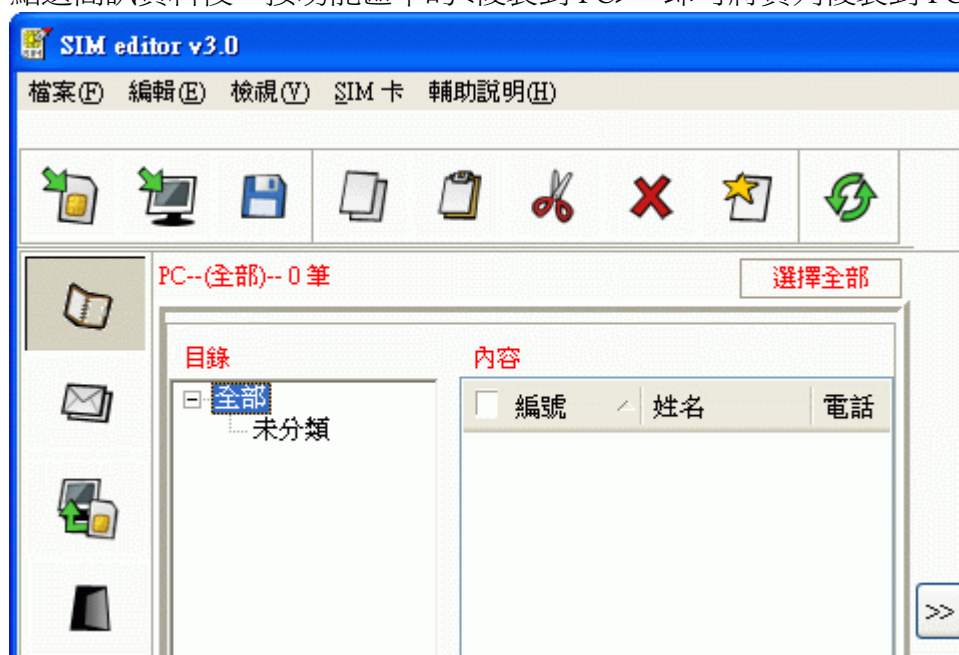 SIM editor v3.0
檔案(F) 編輯(E) 檢視(V) SIM 卡 輔助說明(H)
PC--(全部)-- 0 筆
選擇全部
目錄
內容
全部
未分類
編號 姓名 電話
>>